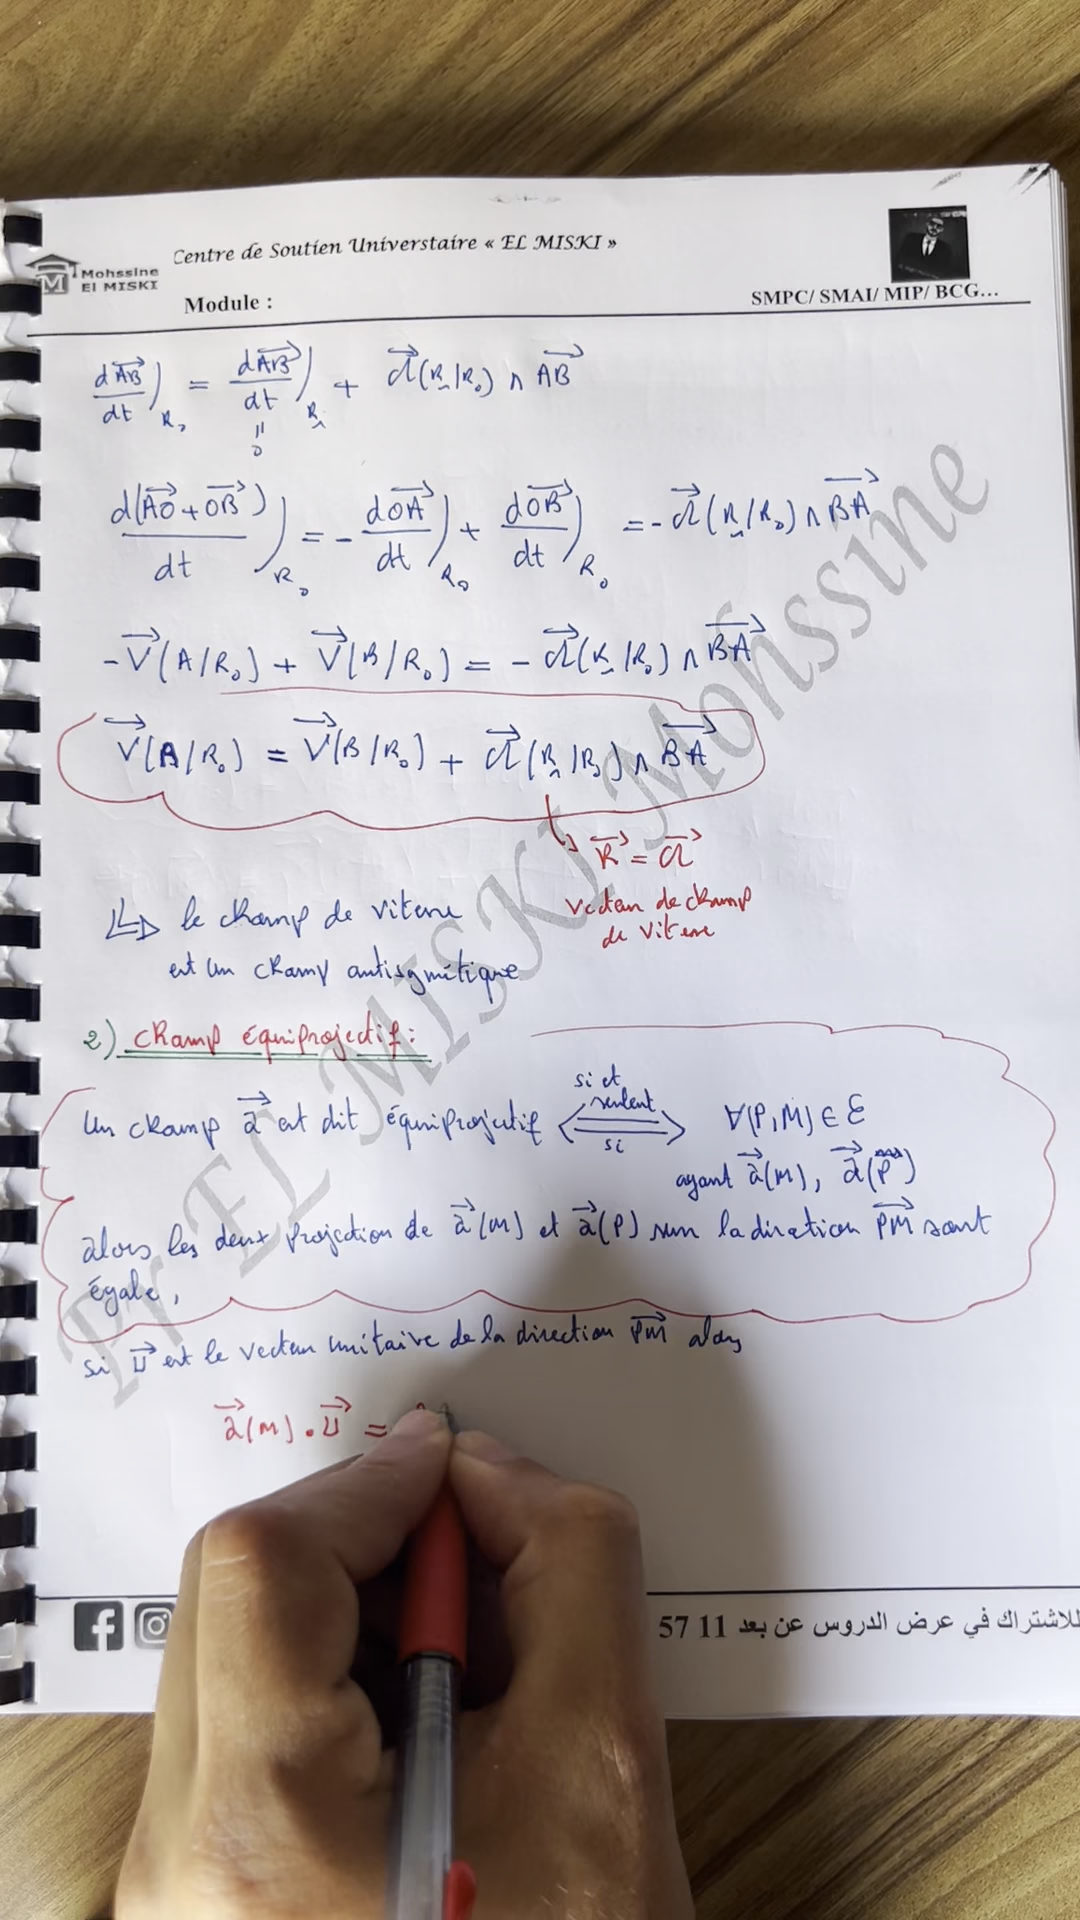 Centre de Soutien Universtaire « EL MISKI »
Mohssine
El MISKI
Module :
SMPC/ SMAI/ MIP/ BCG...
dAB/dt)R₀ = dAB/dt)R₁ + Ω(R₁/R₀) ∧ AB
= 0
d(AO + OB)/dt)R₀ = - dOA/dt)R₀ + dOB/dt)R₀ = - Ω(R₁/R₀) ∧ BA
- V(A/R₀) + V(B/R₀) = - Ω(R₁/R₀) ∧ BA
V(A/R₀) = V(B/R₀) + Ω(R₁/R₀) ∧ BA
R = Ω
vecteur de champ
de vitesse
le champ de vitesse
est un champ antisymétique
2) champ équiprojectif :
Un champ a est dit équiprojectif si et seulent si ∀(P, M) ∈ E
ayant a(M), a(P)
alors les deux projection de a(M) et a(P) sur la direction PM sont
égale,
si U est le vecteur unitaire de la direction PM alors
a(M) . U =
Pr EL MISKI Mohssine
للاشتراك في عرض الدروس عن بعد 11 57